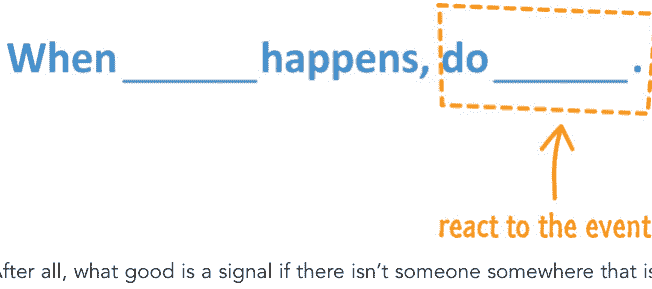 When ______ happens, do ______.
react to the event
After all, what good is a signal if there isn't someone somewhere that is